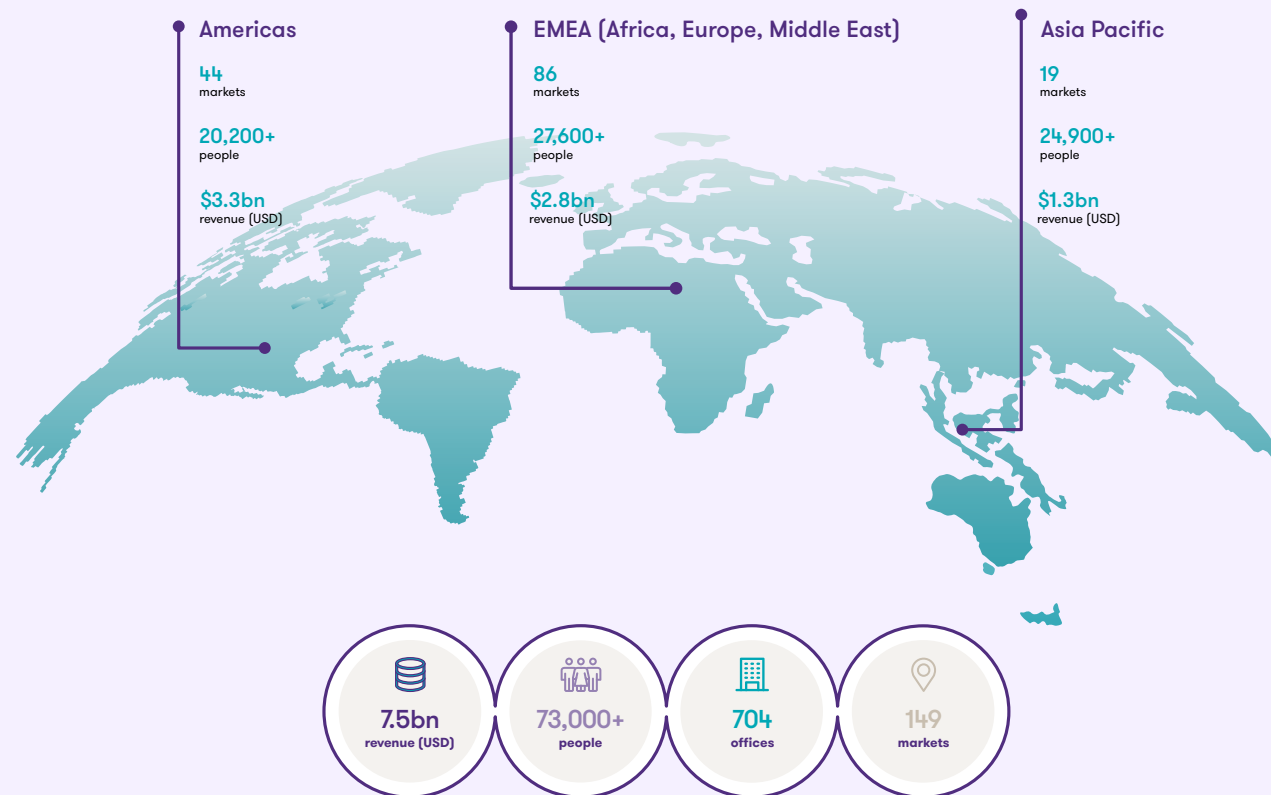 Americas
44
markets
20,200+
people
$3.3bn
revenue (USD)
EMEA (Africa, Europe, Middle East)
86
markets
27,600+
people
$2.8bn
revenue (USD)
Asia Pacific
19
markets
24,900+
people
$1.3bn
revenue (USD)
7.5bn
revenue (USD)
73,000+
people
704
offices
149
markets